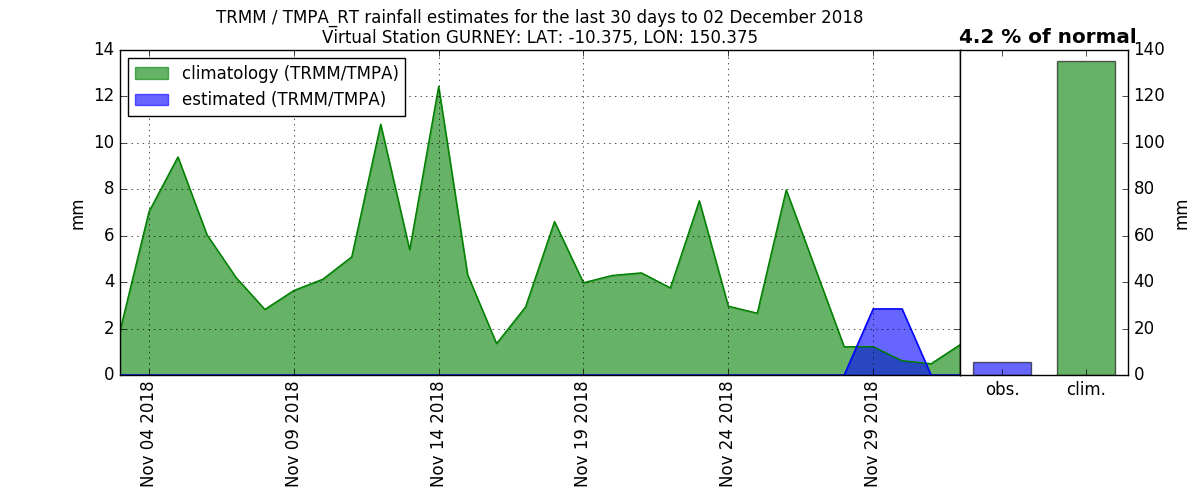 TRMM / TMPA_RT rainfall estimates for the last 30 days to 02 December 2018
Virtual Station GURNEY: LAT: -10.375, LON: 150.375
4.2 % of normal
climatology (TRMM/TMPA)
estimated (TRMM/TMPA)
14
12
10
8
6
4
2
0
mm
Nov 04 2018
Nov 09 2018
Nov 14 2018
Nov 19 2018
Nov 24 2018
Nov 29 2018
140
120
100
80
60
40
20
0
mm
obs.
clim.